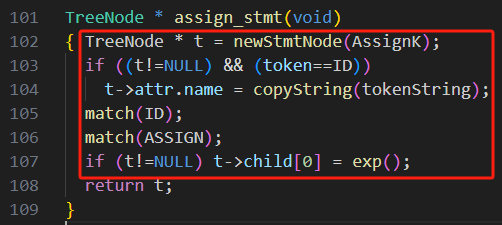 101 TreeNode * assign_stmt(void)
102 { TreeNode * t = newStmtNode(AssignK);
103 if ((t!=NULL) && (token==ID))
104 t->attr.name = copyString(tokenString);
105 match(ID);
106 match(ASSIGN);
107 if (t!=NULL) t->child[0] = exp();
108 return t;
109 }